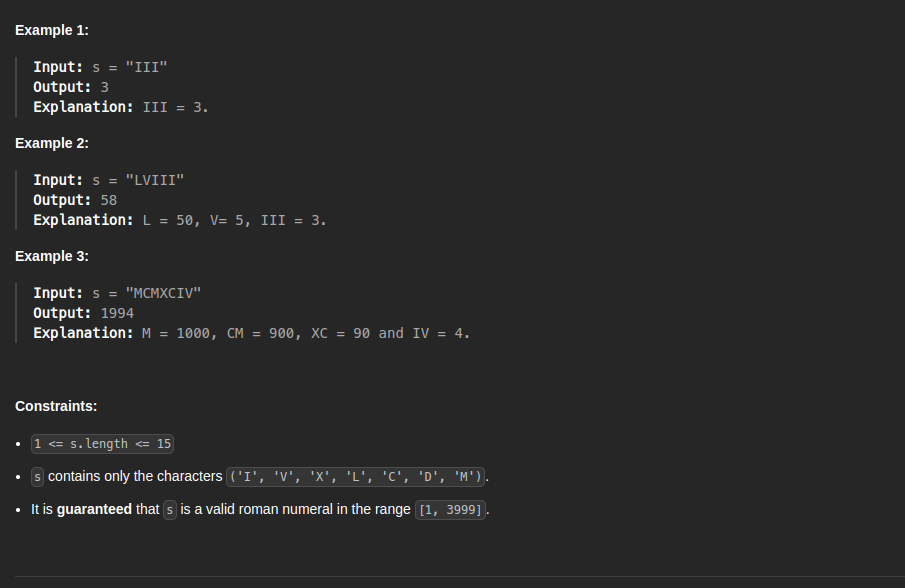 Example 1:
Input: s = "III"
Output: 3
Explanation: III = 3.
Example 2:
Input: s = "LVIII"
Output: 58
Explanation: L = 50, V= 5, III = 3.
Example 3:
Input: s = "MCMXCIV"
Output: 1994
Explanation: M = 1000, CM = 900, XC = 90 and IV = 4.
Constraints:
• 1 <= s.length <= 15
• s contains only the characters ('I', 'V', 'X', 'L', 'C', 'D', 'M').
• It is guaranteed that s is a valid roman numeral in the range [1, 3999].